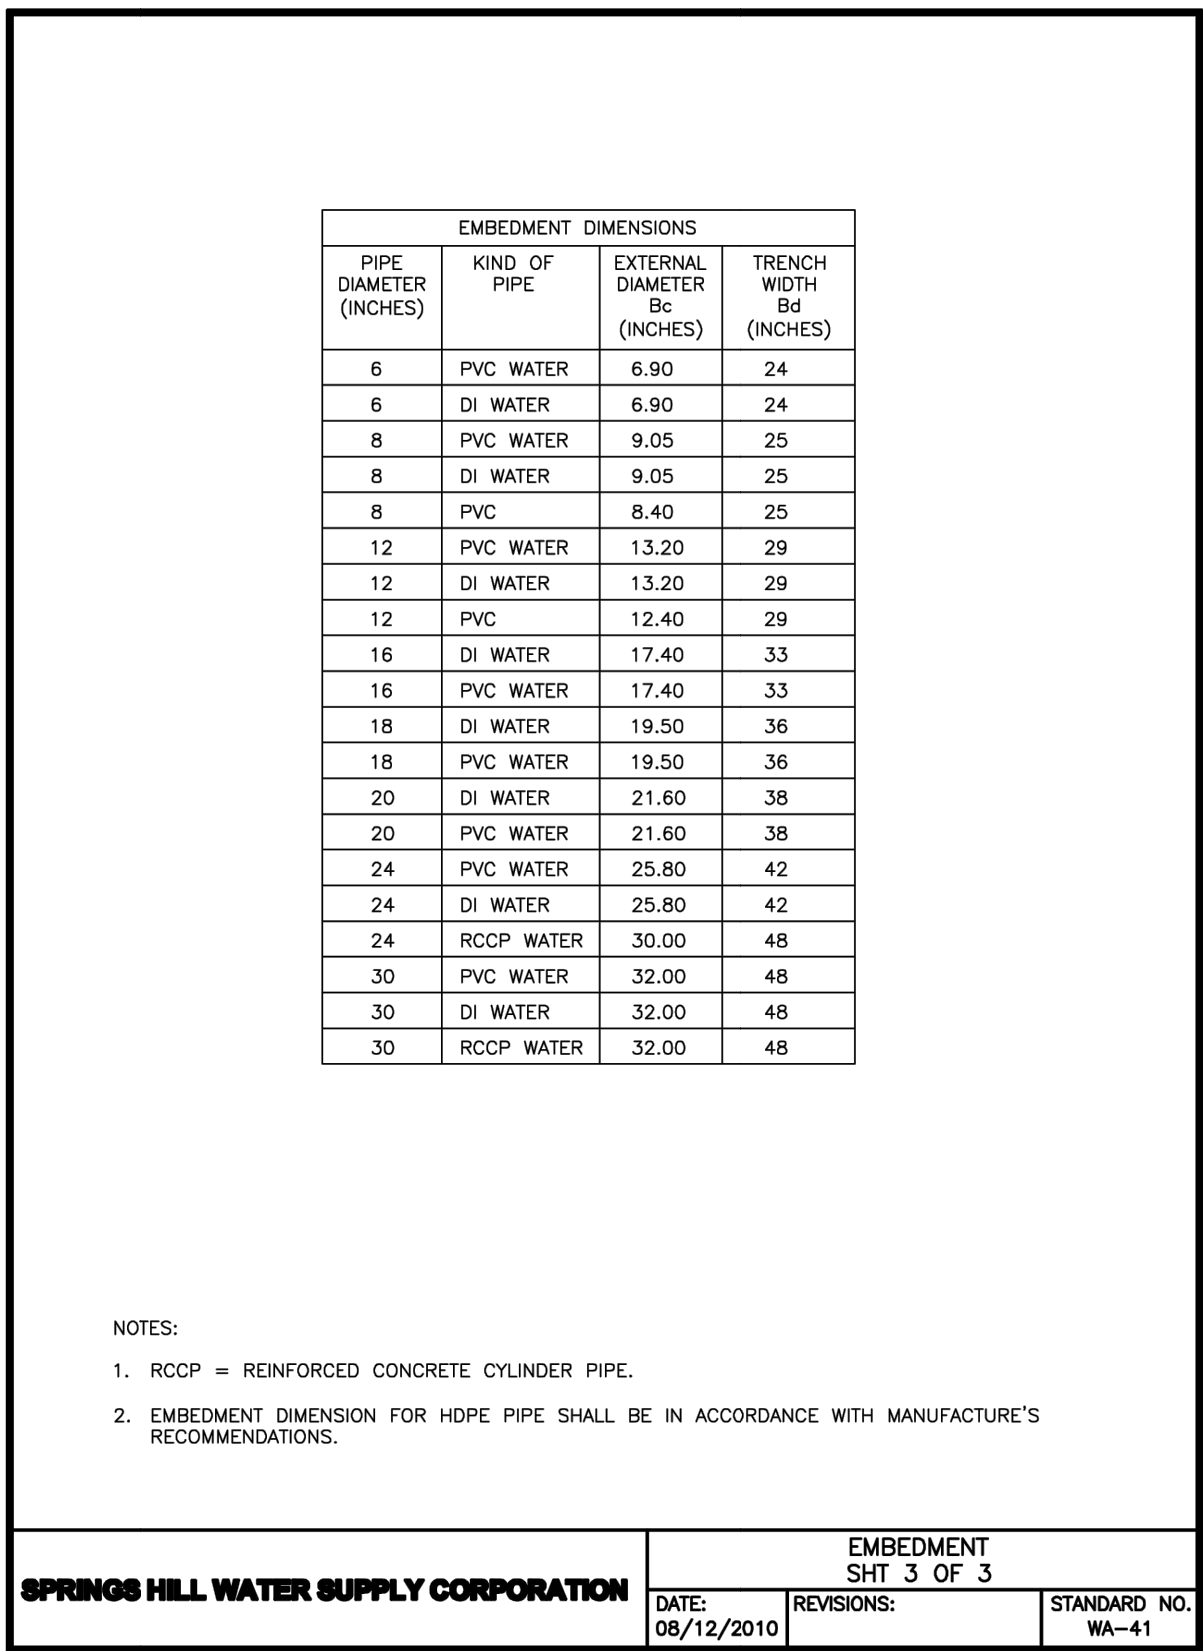 EMBEDMENT DIMENSIONS
PIPE DIAMETER (INCHES) KIND OF PIPE EXTERNAL DIAMETER Bc (INCHES) TRENCH WIDTH Bd (INCHES)
6 PVC WATER 6.90 24
6 DI WATER 6.90 24
8 PVC WATER 9.05 25
8 DI WATER 9.05 25
8 PVC 8.40 25
12 PVC WATER 13.20 29
12 DI WATER 13.20 29
12 PVC 12.40 29
16 DI WATER 17.40 33
16 PVC WATER 17.40 33
18 DI WATER 19.50 36
18 PVC WATER 19.50 36
20 DI WATER 21.60 38
20 PVC WATER 21.60 38
24 PVC WATER 25.80 42
24 DI WATER 25.80 42
24 RCCP WATER 30.00 48
30 PVC WATER 32.00 48
30 DI WATER 32.00 48
30 RCCP WATER 32.00 48
NOTES:
1. RCCP = REINFORCED CONCRETE CYLINDER PIPE.
2. EMBEDMENT DIMENSION FOR HDPE PIPE SHALL BE IN ACCORDANCE WITH MANUFACTURE'S
RECOMMENDATIONS.
SPRINGS HILL WATER SUPPLY CORPORATION
EMBEDMENT
SHT 3 OF 3
DATE:
08/12/2010
REVISIONS:
STANDARD NO.
WA-41